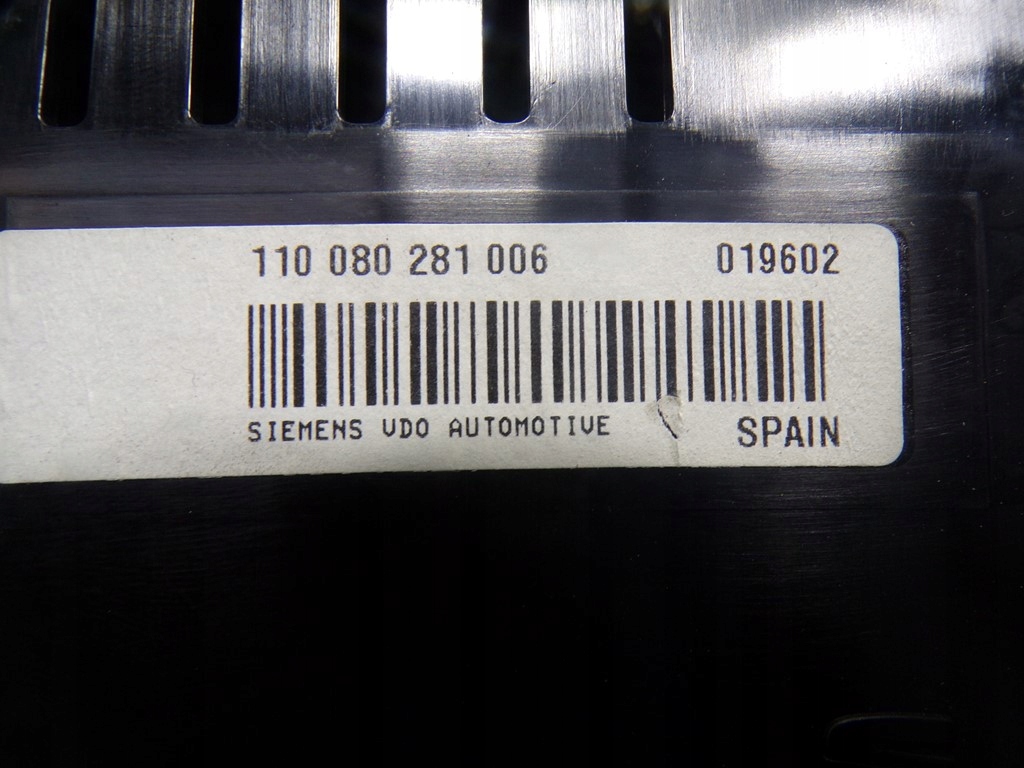 110 080 281 006 019602
SIEMENS VDO AUTOMOTIVE SPAIN